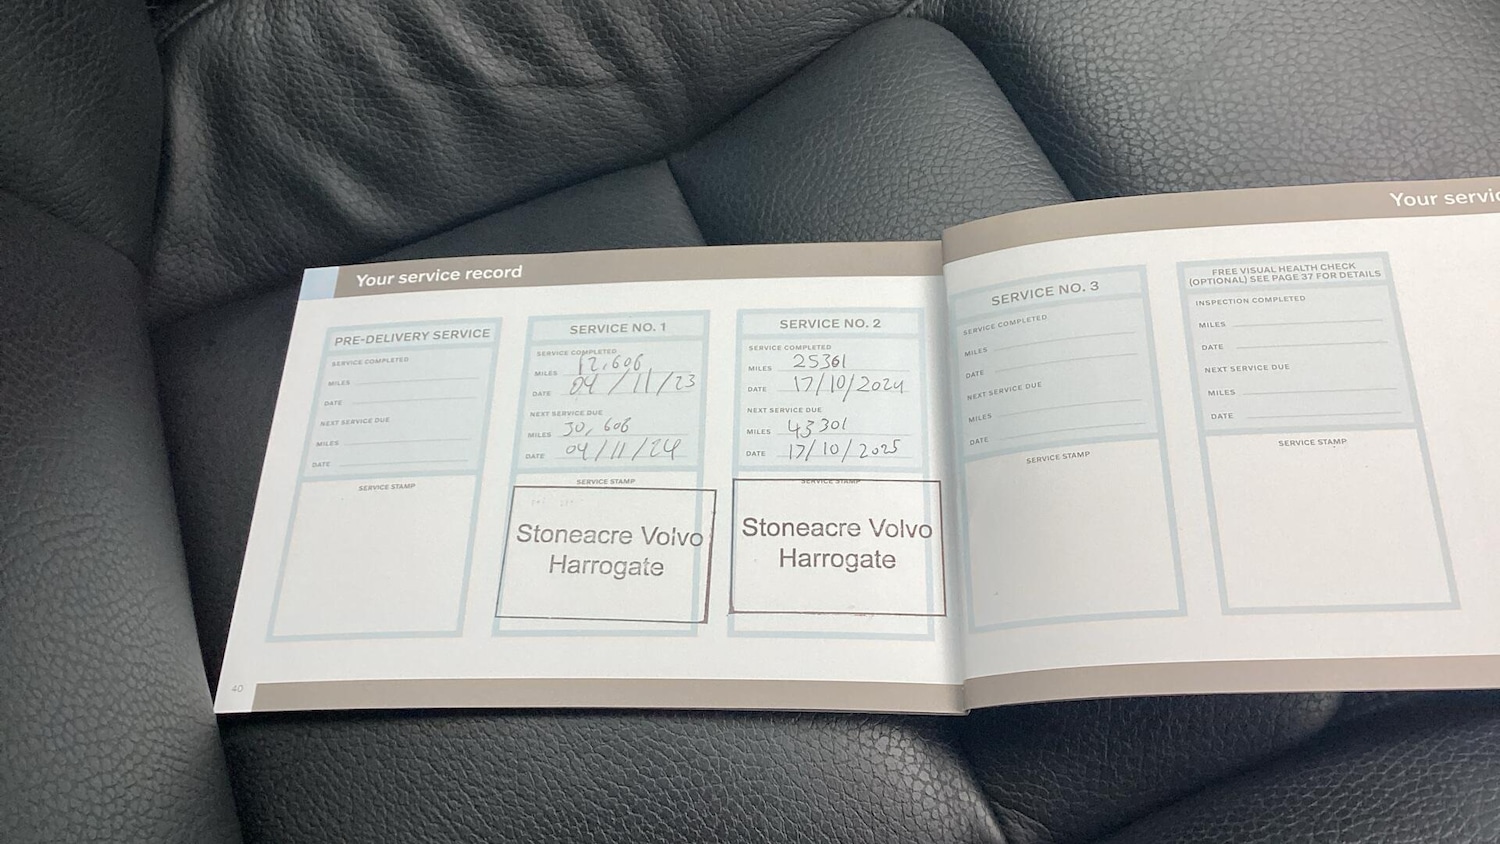 Your service record
PRE-DELIVERY SERVICE
SERVICE COMPLETED
MILES
DATE
NEXT SERVICE DUE
MILES
DATE
SERVICE STAMP
SERVICE NO. 1
SERVICE COMPLETED
MILES 12,606
DATE 04/11/23
NEXT SERVICE DUE
MILES 30,606
DATE 04/11/24
SERVICE STAMP
Stoneacre Volvo
Harrogate
SERVICE NO. 2
SERVICE COMPLETED
MILES 25361
DATE 17/10/2024
NEXT SERVICE DUE
MILES 43301
DATE 17/10/2025
SERVICE STAMP
Stoneacre Volvo
Harrogate
40
Your servic
SERVICE NO. 3
SERVICE COMPLETED
MILES
DATE
NEXT SERVICE DUE
MILES
DATE
SERVICE STAMP
FREE VISUAL HEALTH CHECK
(OPTIONAL) SEE PAGE 37 FOR DETAILS
INSPECTION COMPLETED
MILES
DATE
NEXT SERVICE DUE
MILES
DATE
SERVICE STAMP